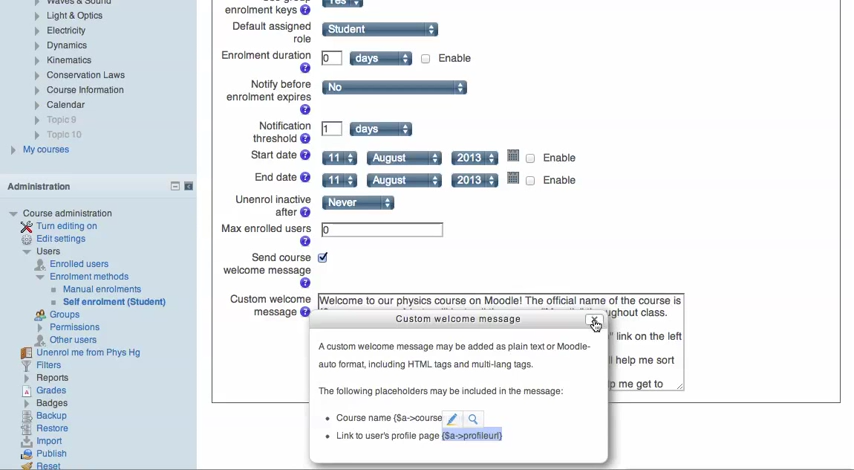 Waves & Sound
Light & Optics
Electricity
Dynamics
Kinematics
Conservation Laws
Course Information
Calendar
Topic 9
Topic 10
My courses
Administration
Course administration
Turn editing on
Edit settings
Users
Enrolled users
Enrolment methods
Manual enrolments
Self enrolment (Student)
Groups
Permissions
Other users
Unenrol me from Phys Hg
Filters
Reports
Grades
Badges
Backup
Restore
Import
Publish
Reset
enrolment keys Yes
Default assigned Student
role
Enrolment duration 0 days Enable
Notify before No
enrolment expires
Notification 1 days
threshold
Start date 11 August 2013 Enable
End date 11 August 2013 Enable
Unenrol inactive Never
after
Max enrolled users 0
Send course
welcome message
Custom welcome
message
Welcome to our physics course on Moodle! The official name of the course is
throughout class.
" link on the left
ll help me sort
lp me get to
Custom welcome message
A custom welcome message may be added as plain text or Moodle-
auto format, including HTML tags and multi-lang tags.
The following placeholders may be included in the message:
Course name {$a->course
Link to user's profile page {$a->profileurl}